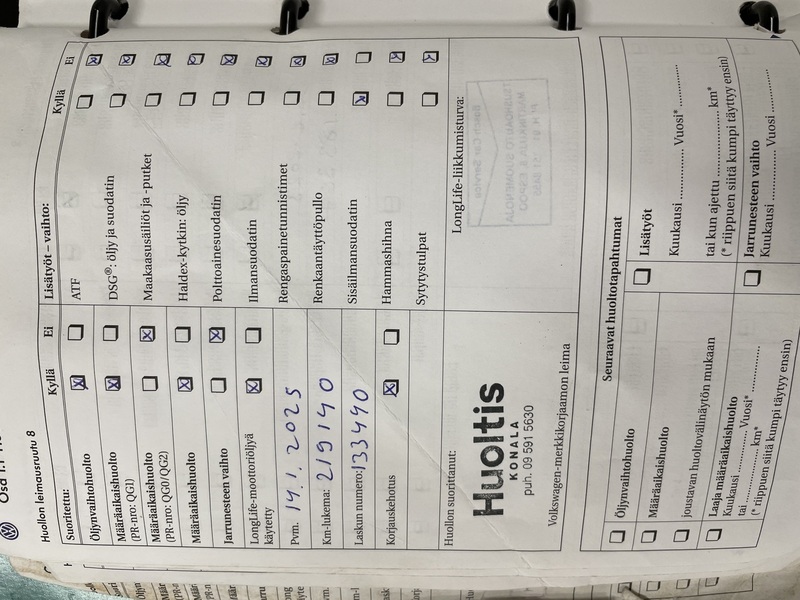 Huollon leimausruutu 8
Suoritettu: Kyllä Ei
Öljynvaihtohuolto
Määräaikaishuolto
(PR-nro: QG1)
Määräaikaishuolto
(PR-nro: QG0/QG2)
Määräaikaishuolto
Jarrunesteen vaihto
LongLife-moottoriöljyä
käytetty
Pvm. 14.1.2025
Km-lukema: 219140
Laskun numero: 133490
Korjauskehotus
Lisätyöt – vaihto: Kyllä Ei
ATF
DSG®: öljy ja suodatin
Maakaasusäiliöt ja -putket
Haldex-kytkin: öljy
Polttoainesuodatin
Ilmansuodatin
Rengaspainetunnistimet
Renkaantäyttöpullo
Sisäilmansuodatin
Hammashihna
Sytytystulpat
Huollon suorittanut:
Huoltis
KONALA
puh. 09 591 5630
Volkswagen-merkkikorjaamon leima
LongLife-liikkumisturva:
Seuraavat huoltotapahtumat
Öljynvaihtohuolto
Määräaikaishuolto
joustavan huoltovälinäytön mukaan
Laaja määräaikaishuolto
Kuukausi .............. Vuosi* ..............
tai .................... km*
(* riippuen siitä kumpi täyttyy ensin)
Lisätyöt
Kuukausi .............. Vuosi* ..............
tai kun ajettu .................... km*
(* riippuen siitä kumpi täyttyy ensin)
Jarrunesteen vaihto
Kuukausi .............. Vuosi ..............